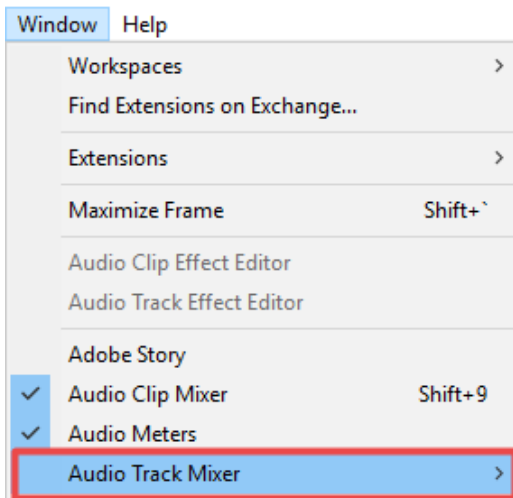 Window Help
Workspaces >
Find Extensions on Exchange...
Extensions >
Maximize Frame Shift+`
Audio Clip Effect Editor
Audio Track Effect Editor
Adobe Story
Audio Clip Mixer Shift+9
Audio Meters
Audio Track Mixer >